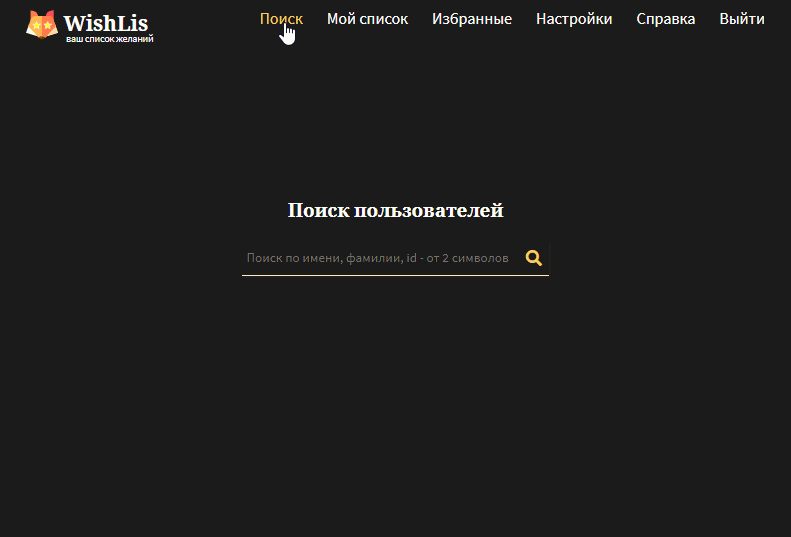 WishLis
ваш список желаний
Поиск Мой список Избранные Настройки Справка Выйти
Поиск пользователей
Поиск по имени, фамилии, id - от 2 символов